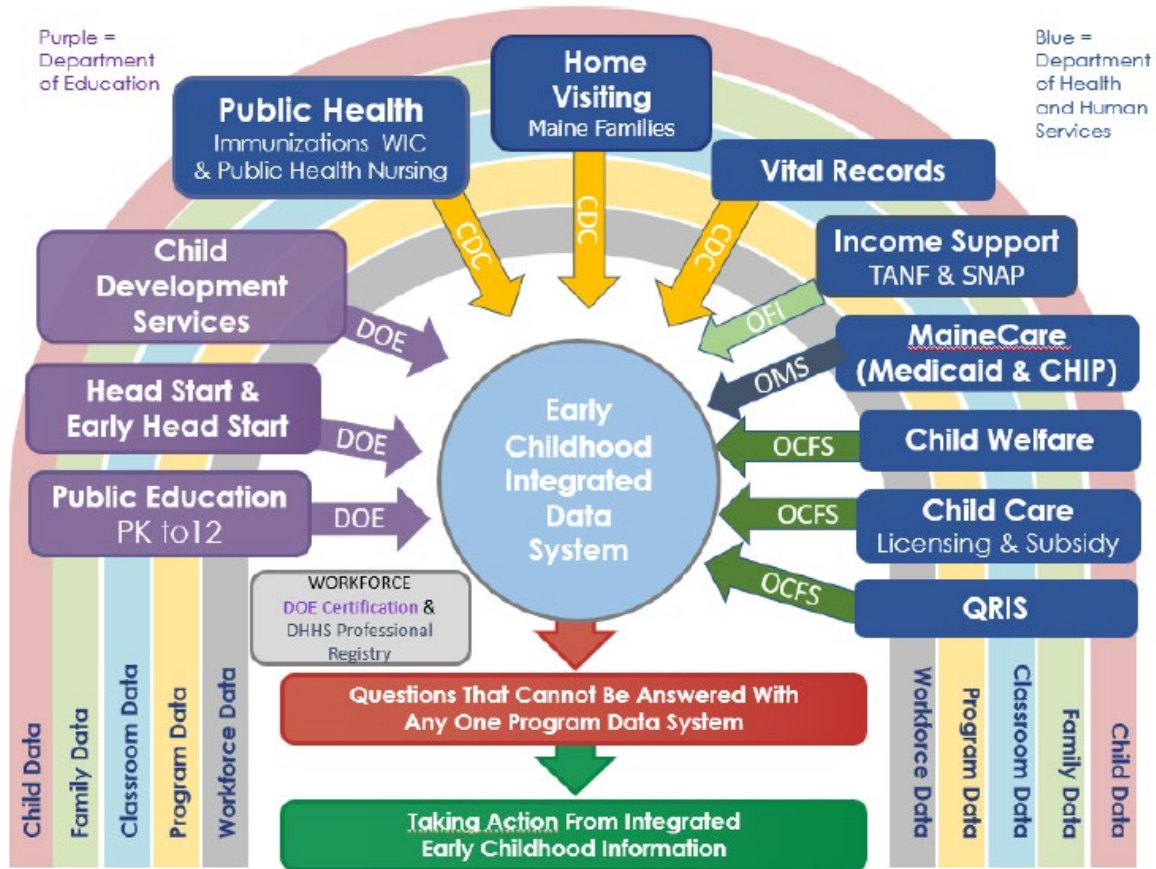 Purple =
Department
of Education
Blue =
Department
of Health
and Human
Services
Home
Visiting
Maine Families
Public Health
Immunizations WIC
& Public Health Nursing
Vital Records
Child
Development
Services
Income Support
TANF & SNAP
Head Start &
Early Head Start
MaineCare
(Medicaid & CHIP)
Public Education
PK to12
Child Welfare
Child Care
Licensing & Subsidy
QRIS
CDC
CDC
CDC
DOE
DOE
DOE
OFI
OMS
OCFS
OCFS
OCFS
Early
Childhood
Integrated
Data
System
WORKFORCE
DOE Certification &
DHHS Professional
Registry
Questions That Cannot Be Answered With
Any One Program Data System
Taking Action From Integrated
Early Childhood Information
Child Data
Family Data
Classroom Data
Program Data
Workforce Data
Workforce Data
Program Data
Classroom Data
Family Data
Child Data